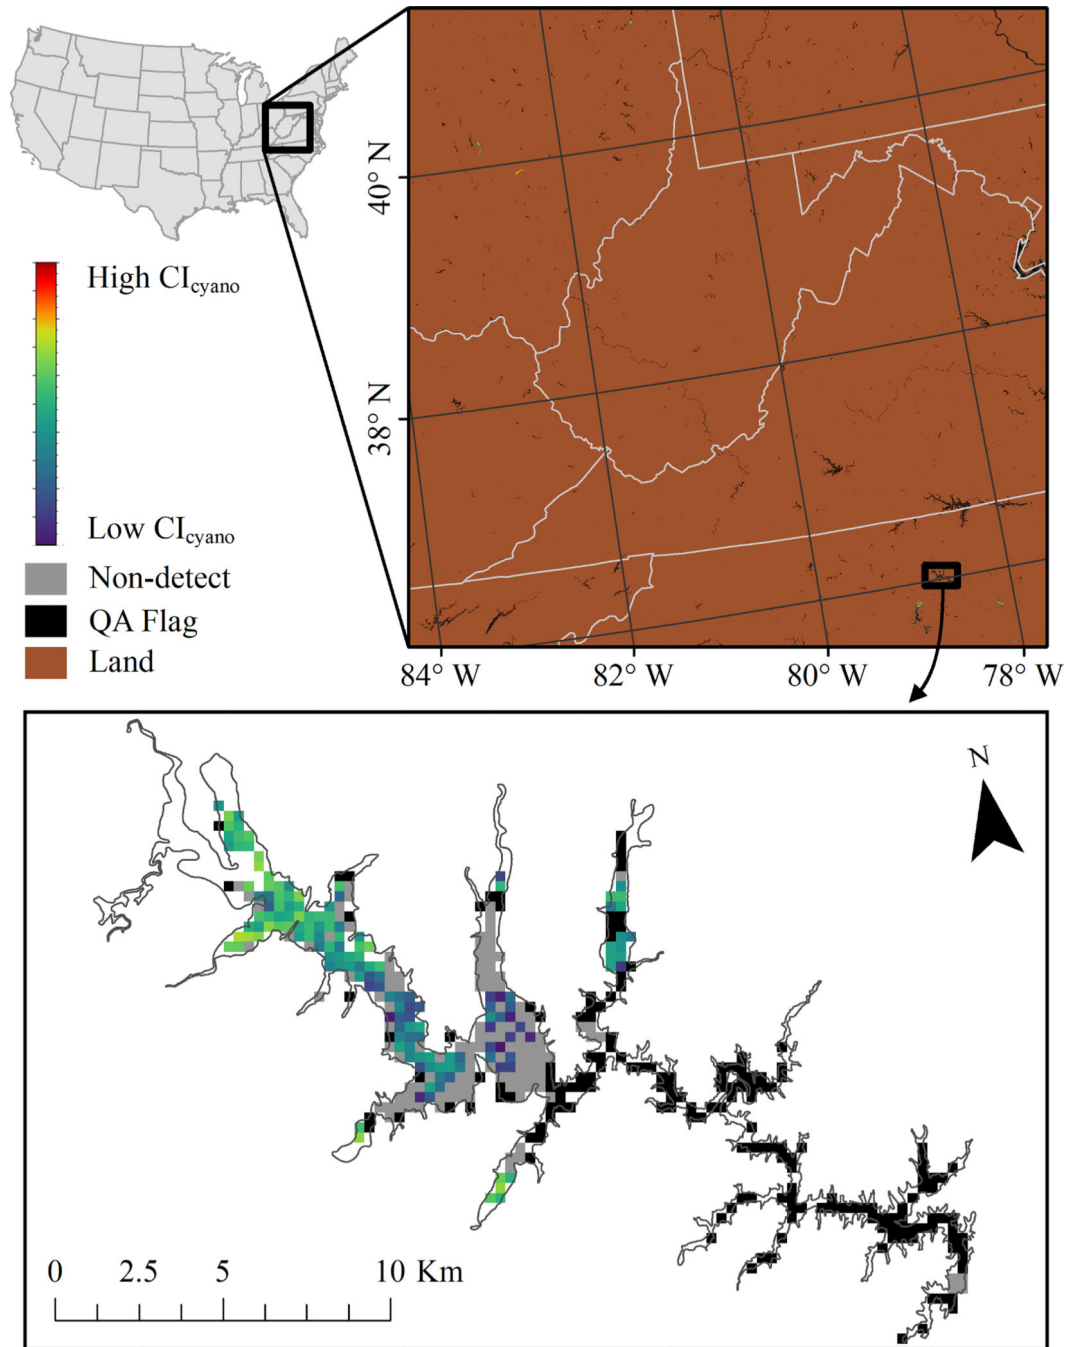 40° N
38° N
High CIcyano
Low CIcyano
Non-detect
QA Flag
Land
84° W
82° W
80° W
78° W
N
0
2.5
5
10 Km